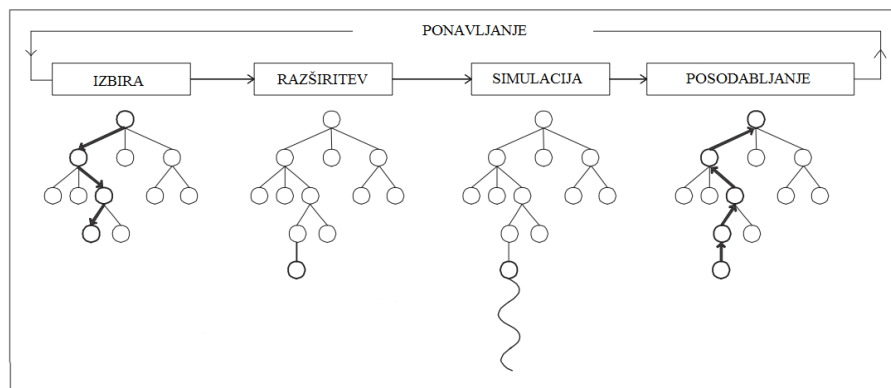 PONAVLJANJE
IZBIRA
RAZŠIRITEV
SIMULACIJA
POSODABLJANJE